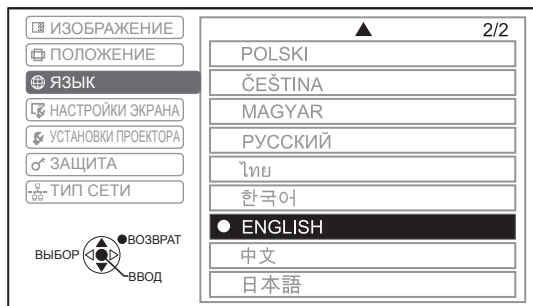 ИЗОБРАЖЕНИЕ
ПОЛОЖЕНИЕ
ЯЗЫК
НАСТРОЙКИ ЭКРАНА
УСТАНОВКИ ПРОЕКТОРА
ЗАЩИТА
ТИП СЕТИ
ВОЗВРАТ
ВЫБОР
ВВОД
2/2
POLSKI
ČEŠTINA
MAGYAR
РУССКИЙ
ไทย
한국어
ENGLISH
中文
日本語